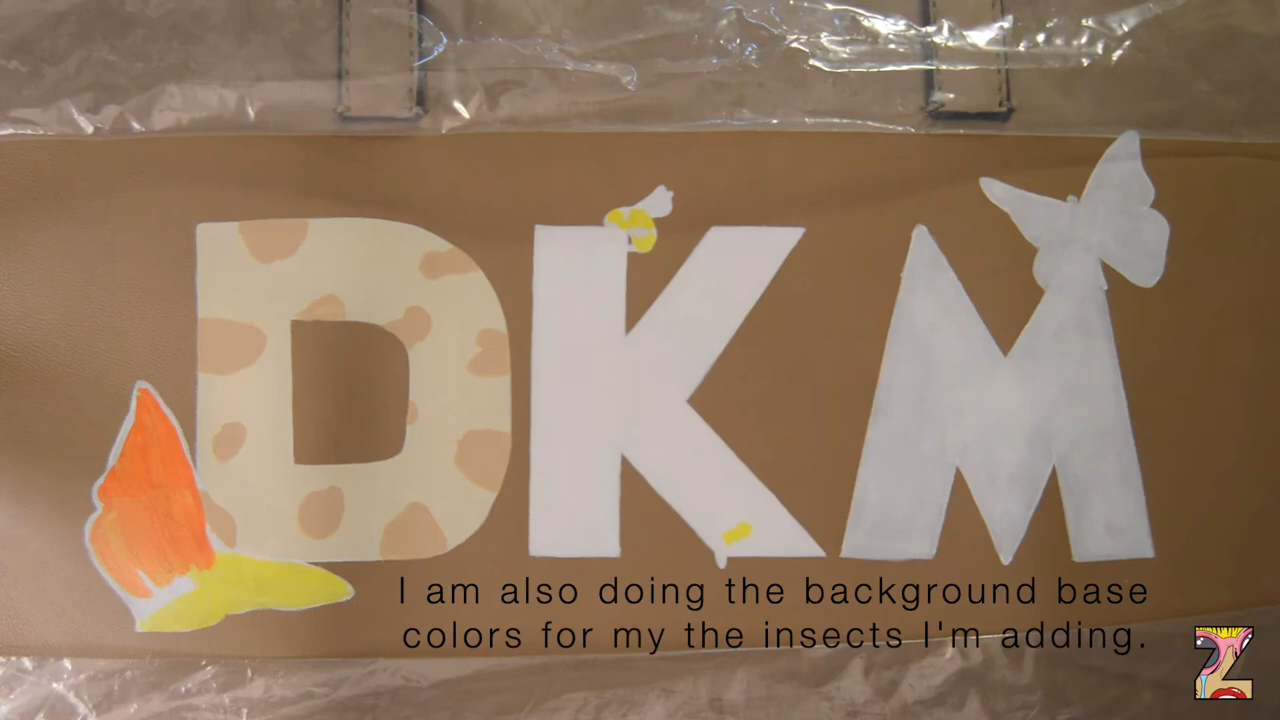 DKM
I am also doing the background base
colors for my the insects I'm adding.
Z